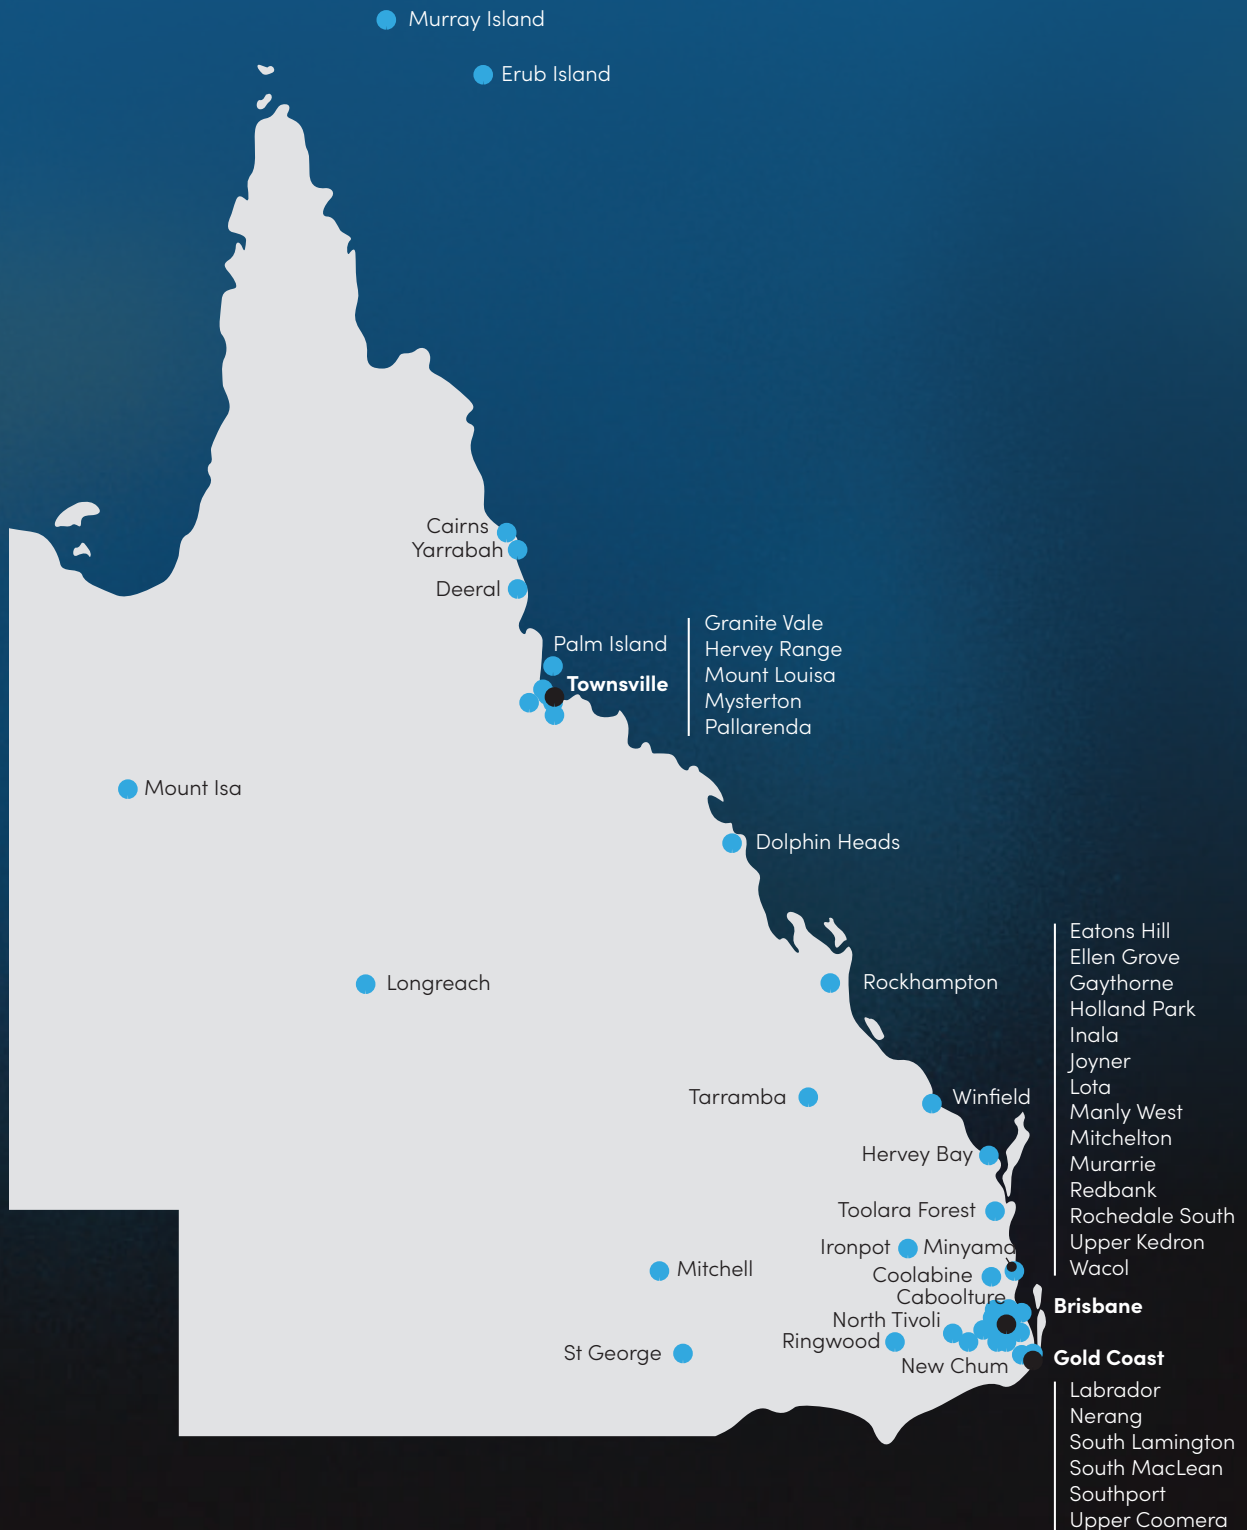 Murray Island
Erub Island
Cairns
Yarrabah
Deeral
Palm Island
Townsville
Granite Vale
Hervey Range
Mount Louisa
Mysterton
Pallarenda
Mount Isa
Dolphin Heads
Longreach
Rockhampton
Tarramba
Winfield
Hervey Bay
Toolara Forest
Ironpot
Minyama
Mitchell
Coolabine
Caboolture
North Tivoli
Ringwood
St George
New Chum
Eatons Hill
Ellen Grove
Gaythorne
Holland Park
Inala
Joyner
Lota
Manly West
Mitchelton
Murarrie
Redbank
Rochedale South
Upper Kedron
Wacol
Brisbane
Gold Coast
Labrador
Nerang
South Lamington
South MacLean
Southport
Upper Coomera